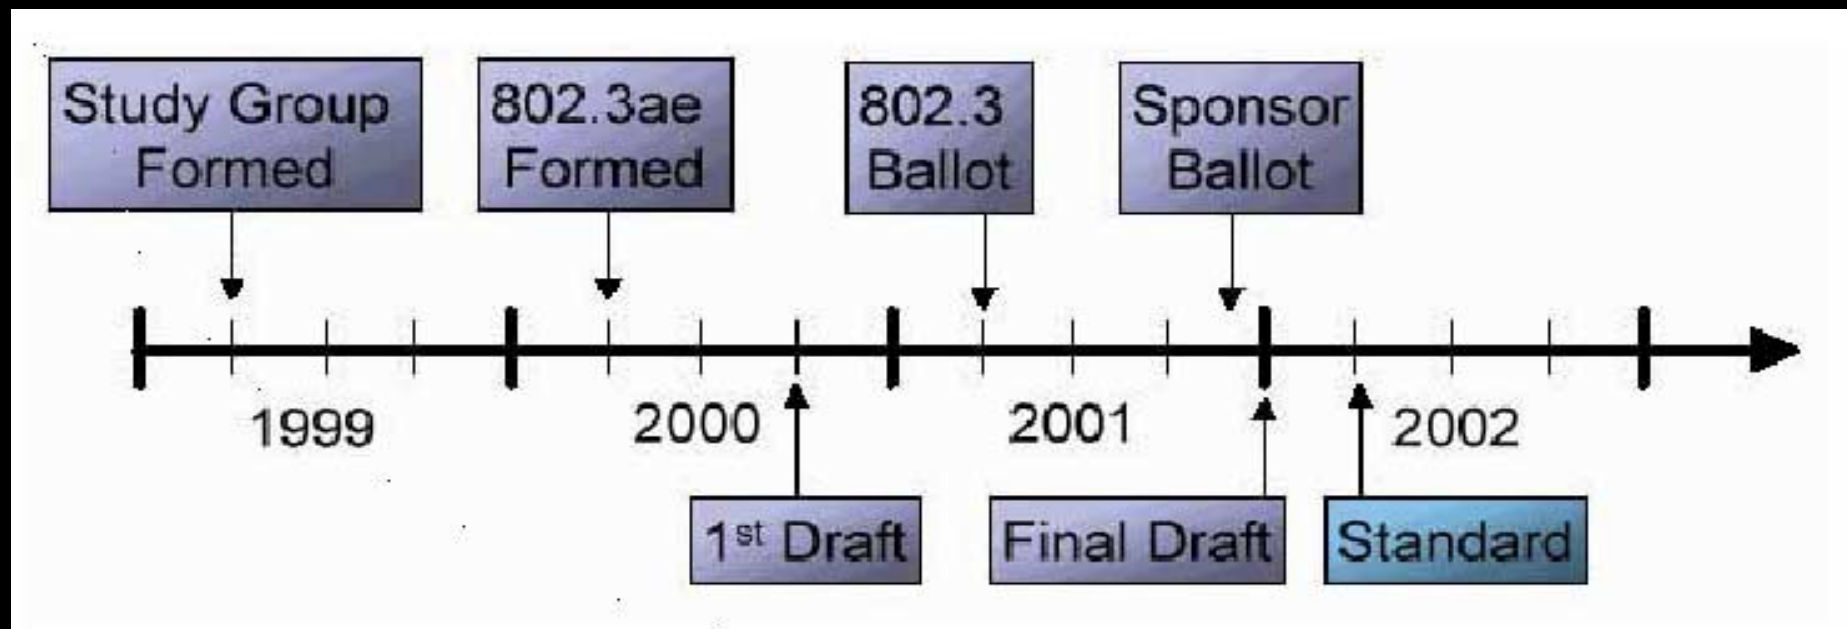 Study Group
Formed
802.3ae
Formed
802.3
Ballot
Sponsor
Ballot
1999
2000
2001
2002
1st Draft
Final Draft
Standard